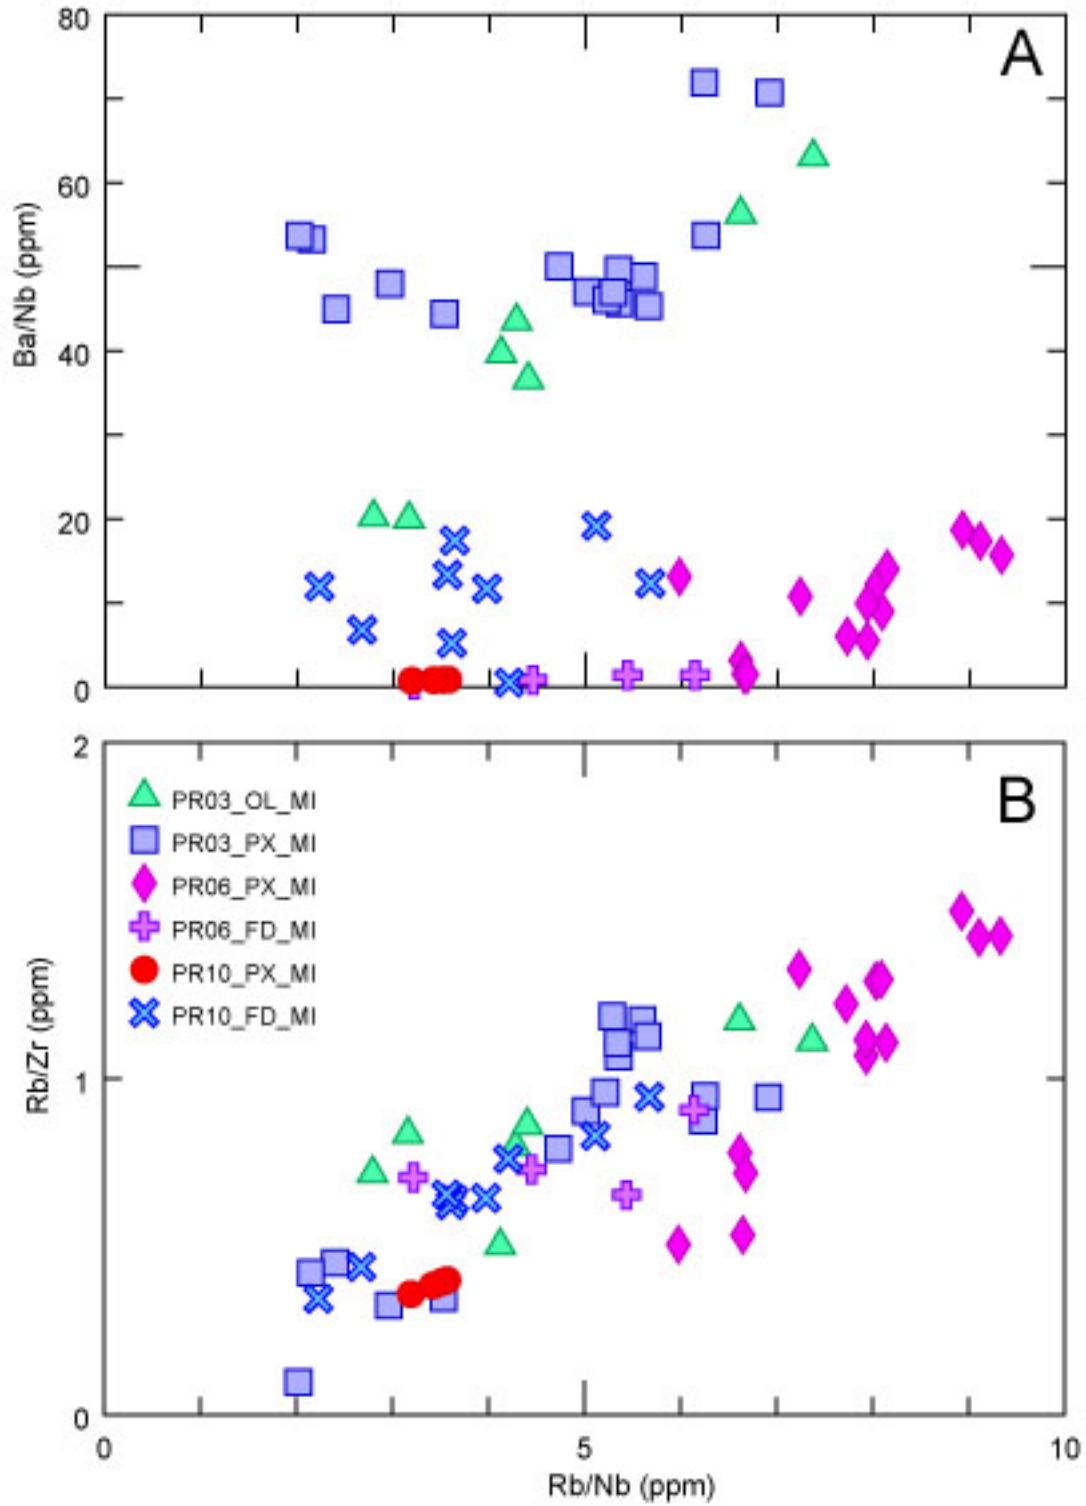 A
80
60
40
20
0
Ba/Nb (ppm)
B
2
1
0
Rb/Zr (ppm)
PR03_OL_MI
PR03_PX_MI
PR06_PX_MI
PR06_FD_MI
PR10_PX_MI
PR10_FD_MI
0 5 10
Rb/Nb (ppm)